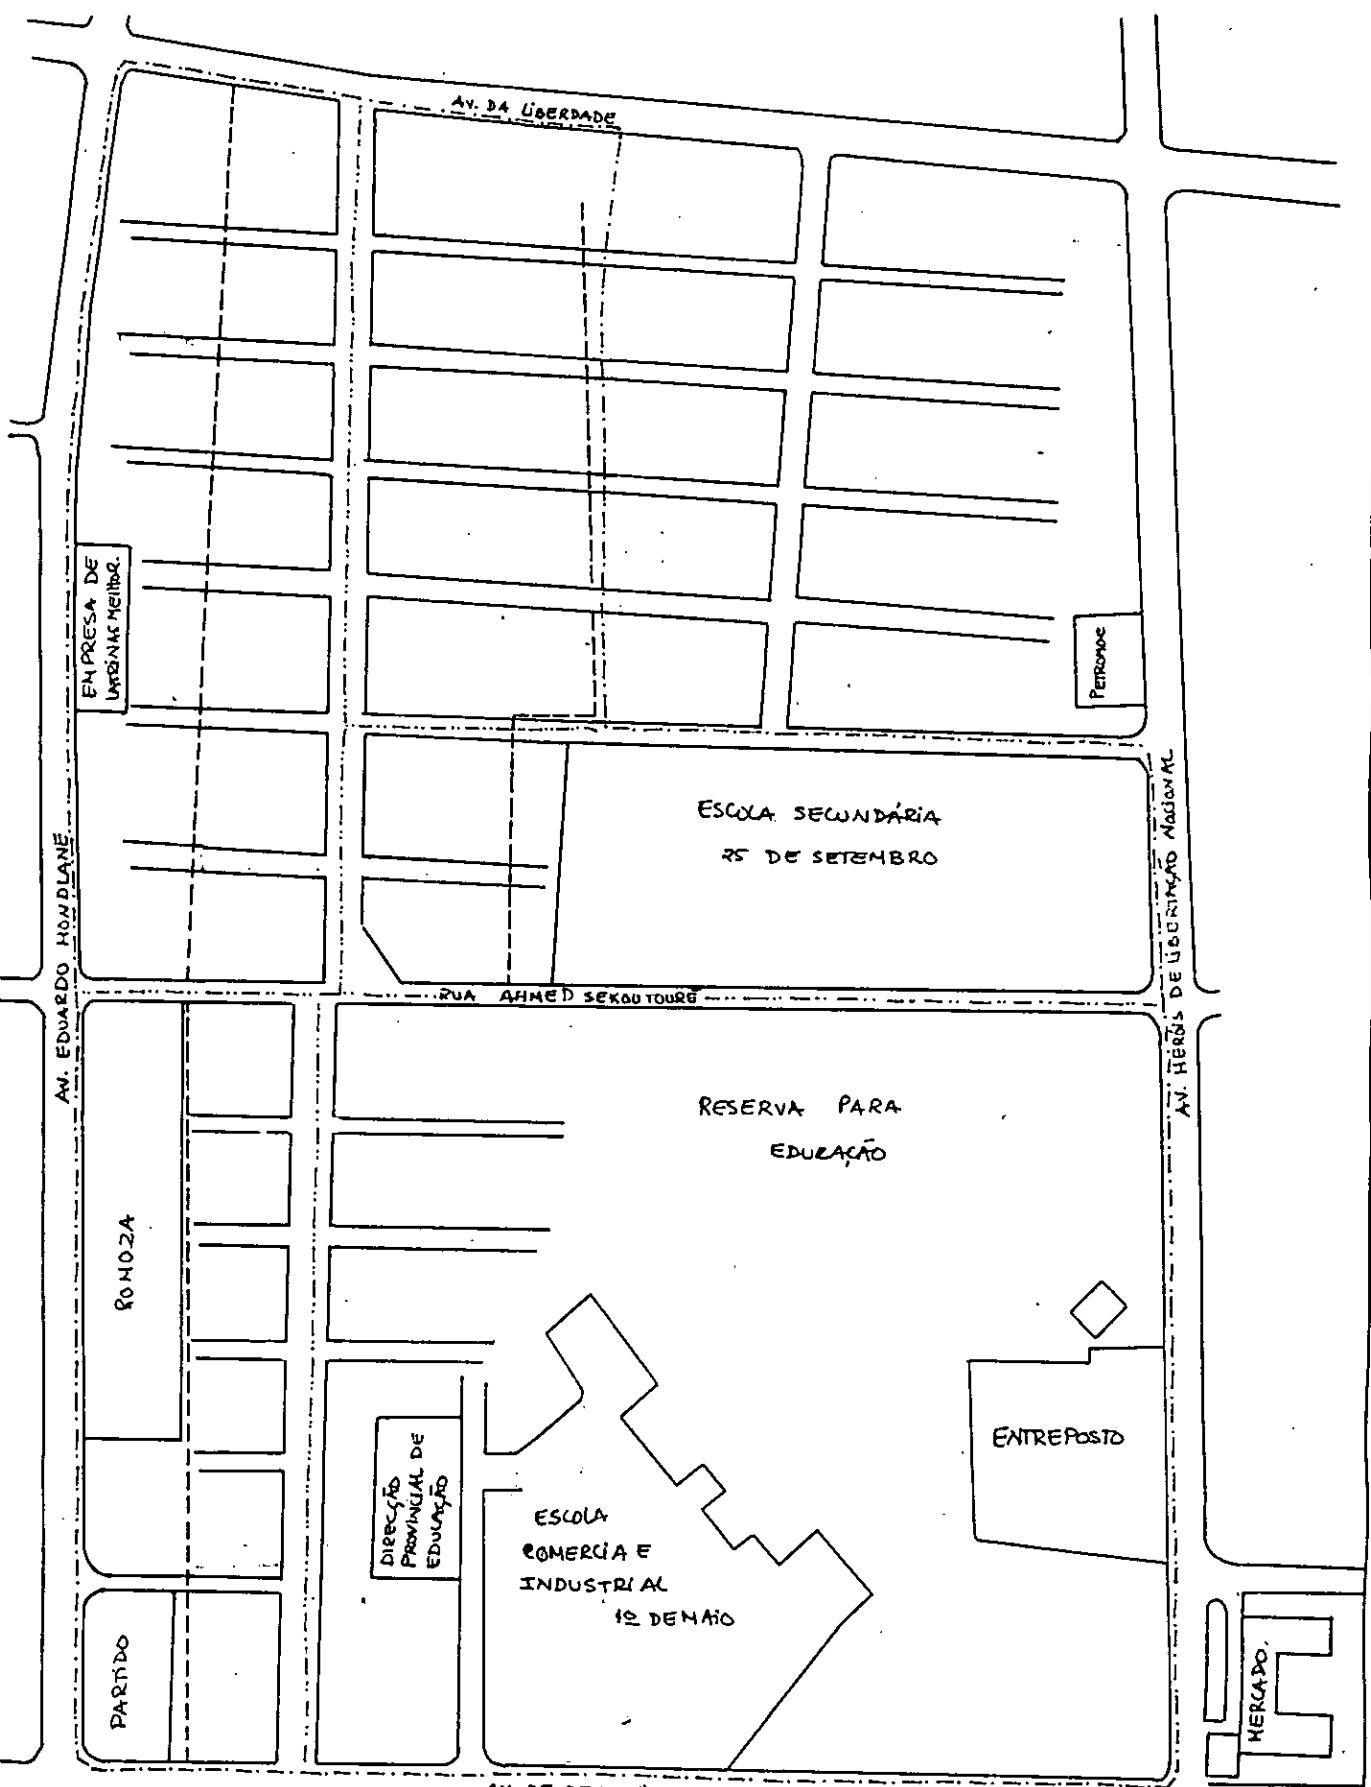 AV. DA LIBERDADE
EMPRESA DE
LATRINAS MELHOR.
PETROMOC
ESCOLA SECUNDÁRIA
25 DE SETEMBRO
AV. EDUARDO MONDLANE
AV. HERÓIS DE LIBERTAÇÃO NACIONAL
RUA AHMED SEKOU TOURÉ
RESERVA PARA
EDUCAÇÃO
ROMOZA
ENTREPOSTO
DIRECÇÃO
PROVINCIAL DE
EDUCAÇÃO
ESCOLA
COMERCIA E
INDUSTRIAL
1º DE MAIO
PARTIDO
MERCADO.